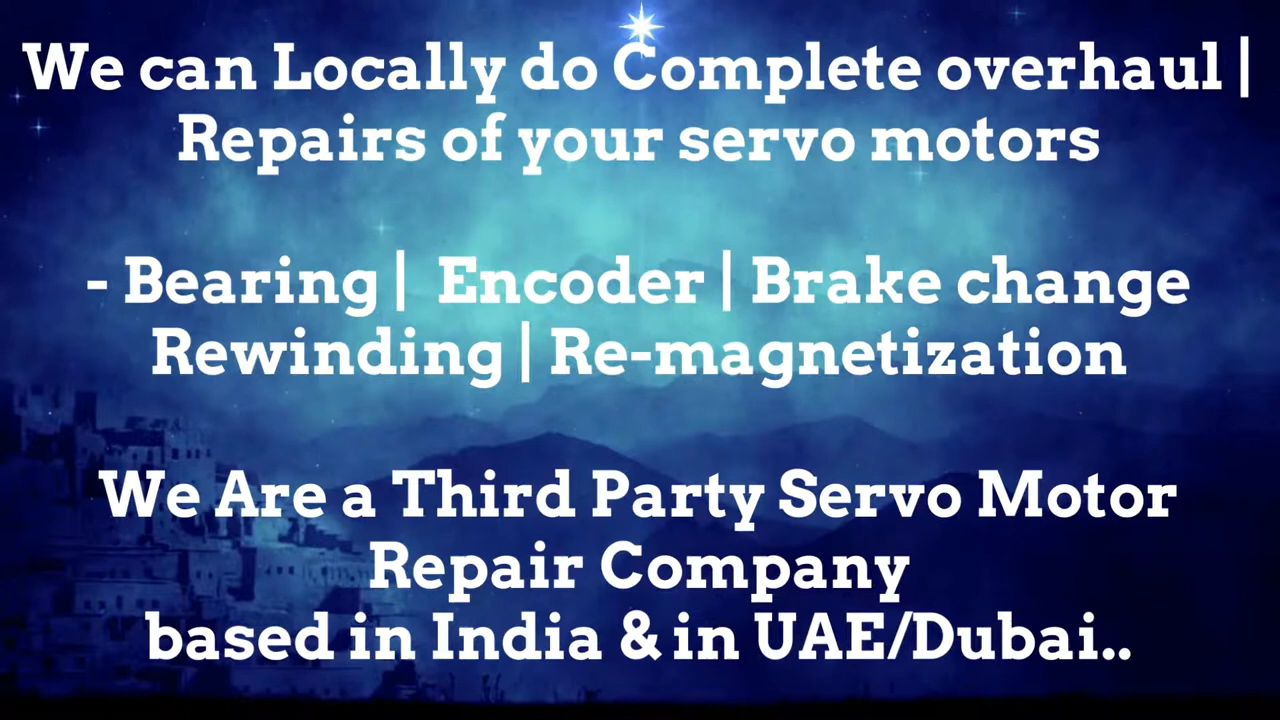 We can Locally do Complete overhaul |
Repairs of your servo motors
- Bearing | Encoder | Brake change
Rewinding | Re-magnetization
We Are a Third Party Servo Motor
Repair Company
based in India & in UAE/Dubai..